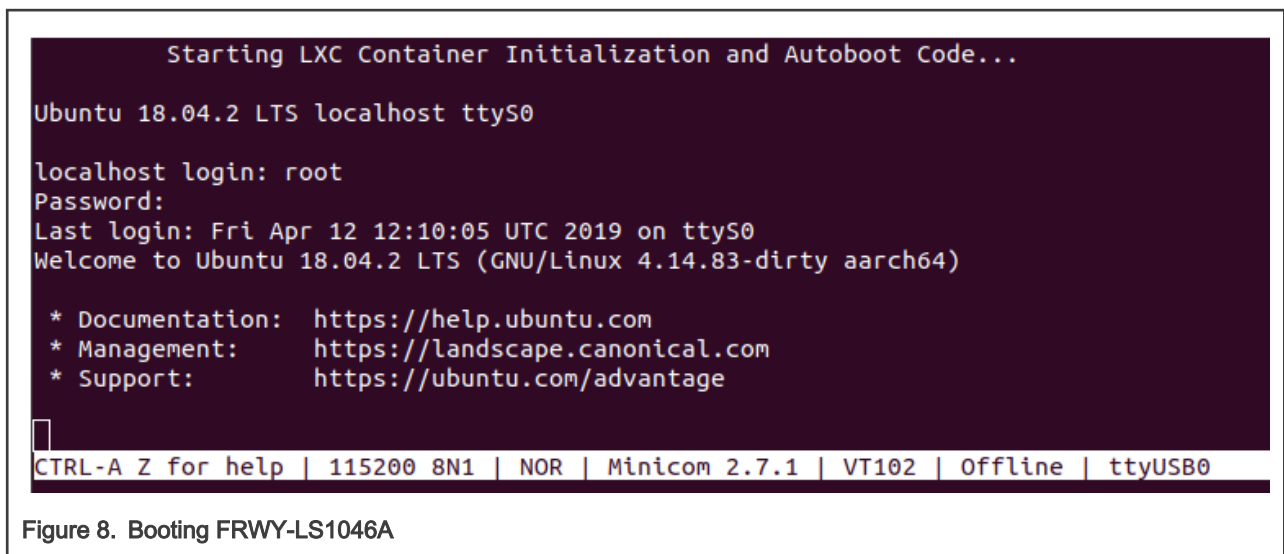 Starting LXC Container Initialization and Autoboot Code...
Ubuntu 18.04.2 LTS localhost ttyS0
localhost login: root
Password:
Last login: Fri Apr 12 12:10:05 UTC 2019 on ttyS0
Welcome to Ubuntu 18.04.2 LTS (GNU/Linux 4.14.83-dirty aarch64)
* Documentation:  https://help.ubuntu.com
* Management:     https://landscape.canonical.com
* Support:        https://ubuntu.com/advantage
CTRL-A Z for help | 115200 8N1 | NOR | Minicom 2.7.1 | VT102 | Offline | ttyUSB0
Figure 8. Booting FRWY-LS1046A